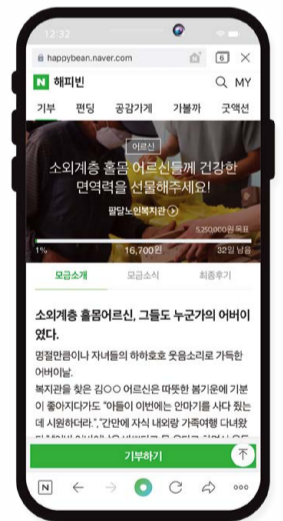 12:32
happybean.naver.com
6
N 해피빈
MY
기부 펀딩 공감가게 가볼까 굿액션
어르신
소외계층 홀몸 어르신들께 건강한
면역력을 선물해주세요!
팔달노인복지관
5,250,000원 목표
1% 16,700원 32일 남음
모금소개 모금소식 최종후기
소외계층 홀몸어르신, 그들도 누군가의 어버이
였다.
명절만큼이나 자녀들의 하하호호 웃음소리로 가득한
어버이날.
복지관을 찾은 김○○ 어르신은 따뜻한 봄기운에 기분
이 좋아지다가도 "아들이 이번에는 안마기를 사다 줬는
데 시원하더라.","간만에 자식 내외랑 가족여행 다녀왔
기부하기
N